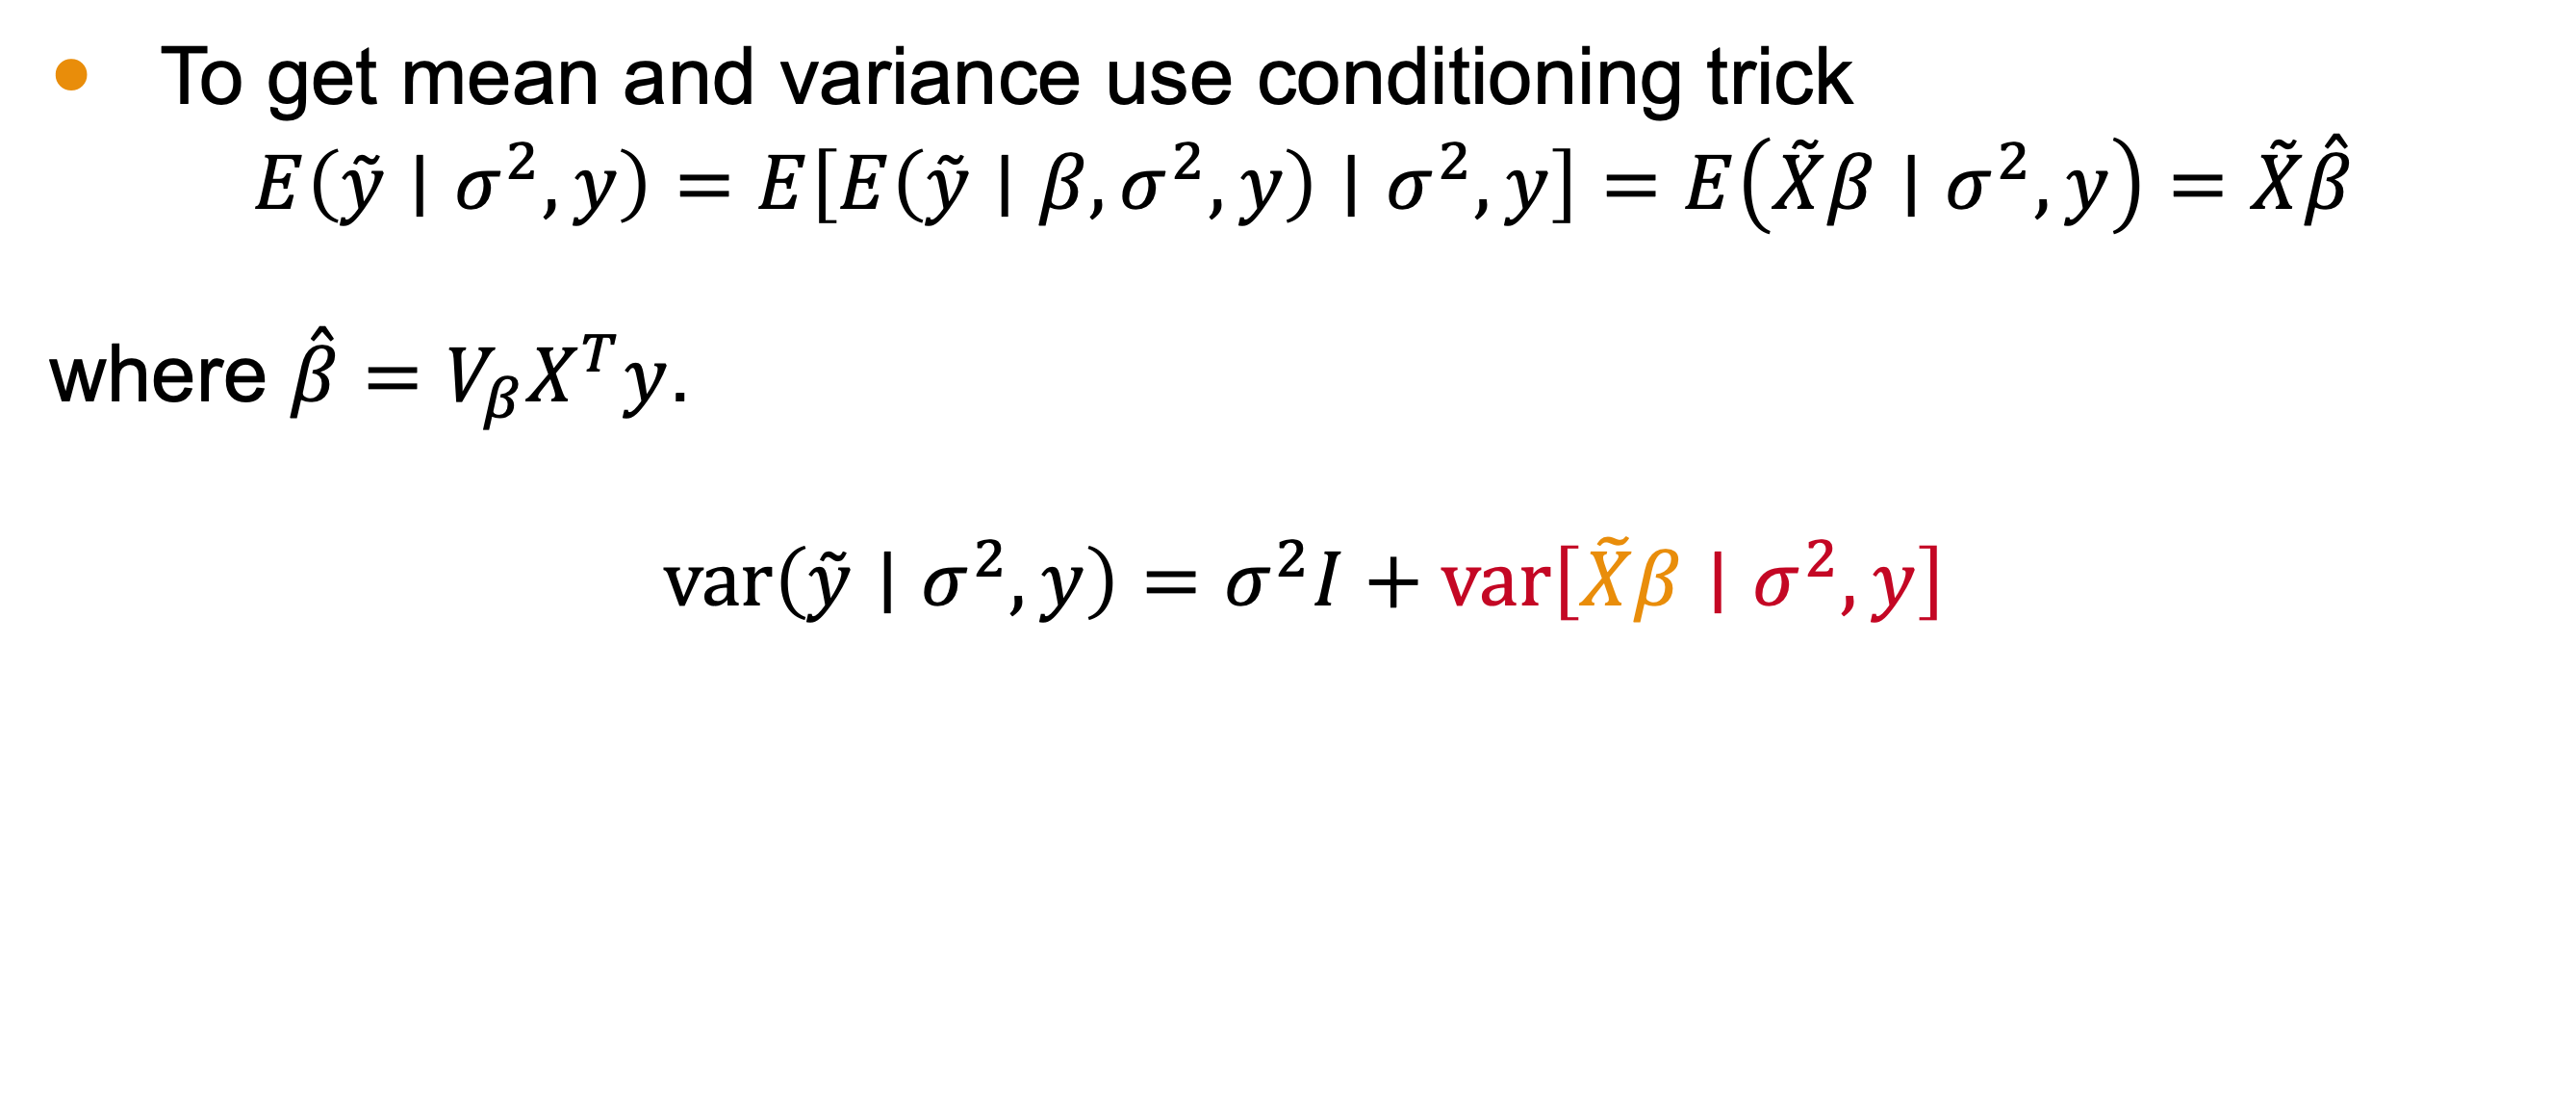 • To get mean and variance use conditioning trick
E(ỹ | σ², y) = E[E(ỹ | β, σ², y) | σ², y] = E(X̃β | σ², y) = X̃β̂
where β̂ = V_β Xᵀy.
var(ỹ | σ², y) = σ²I + var[X̃β | σ², y]